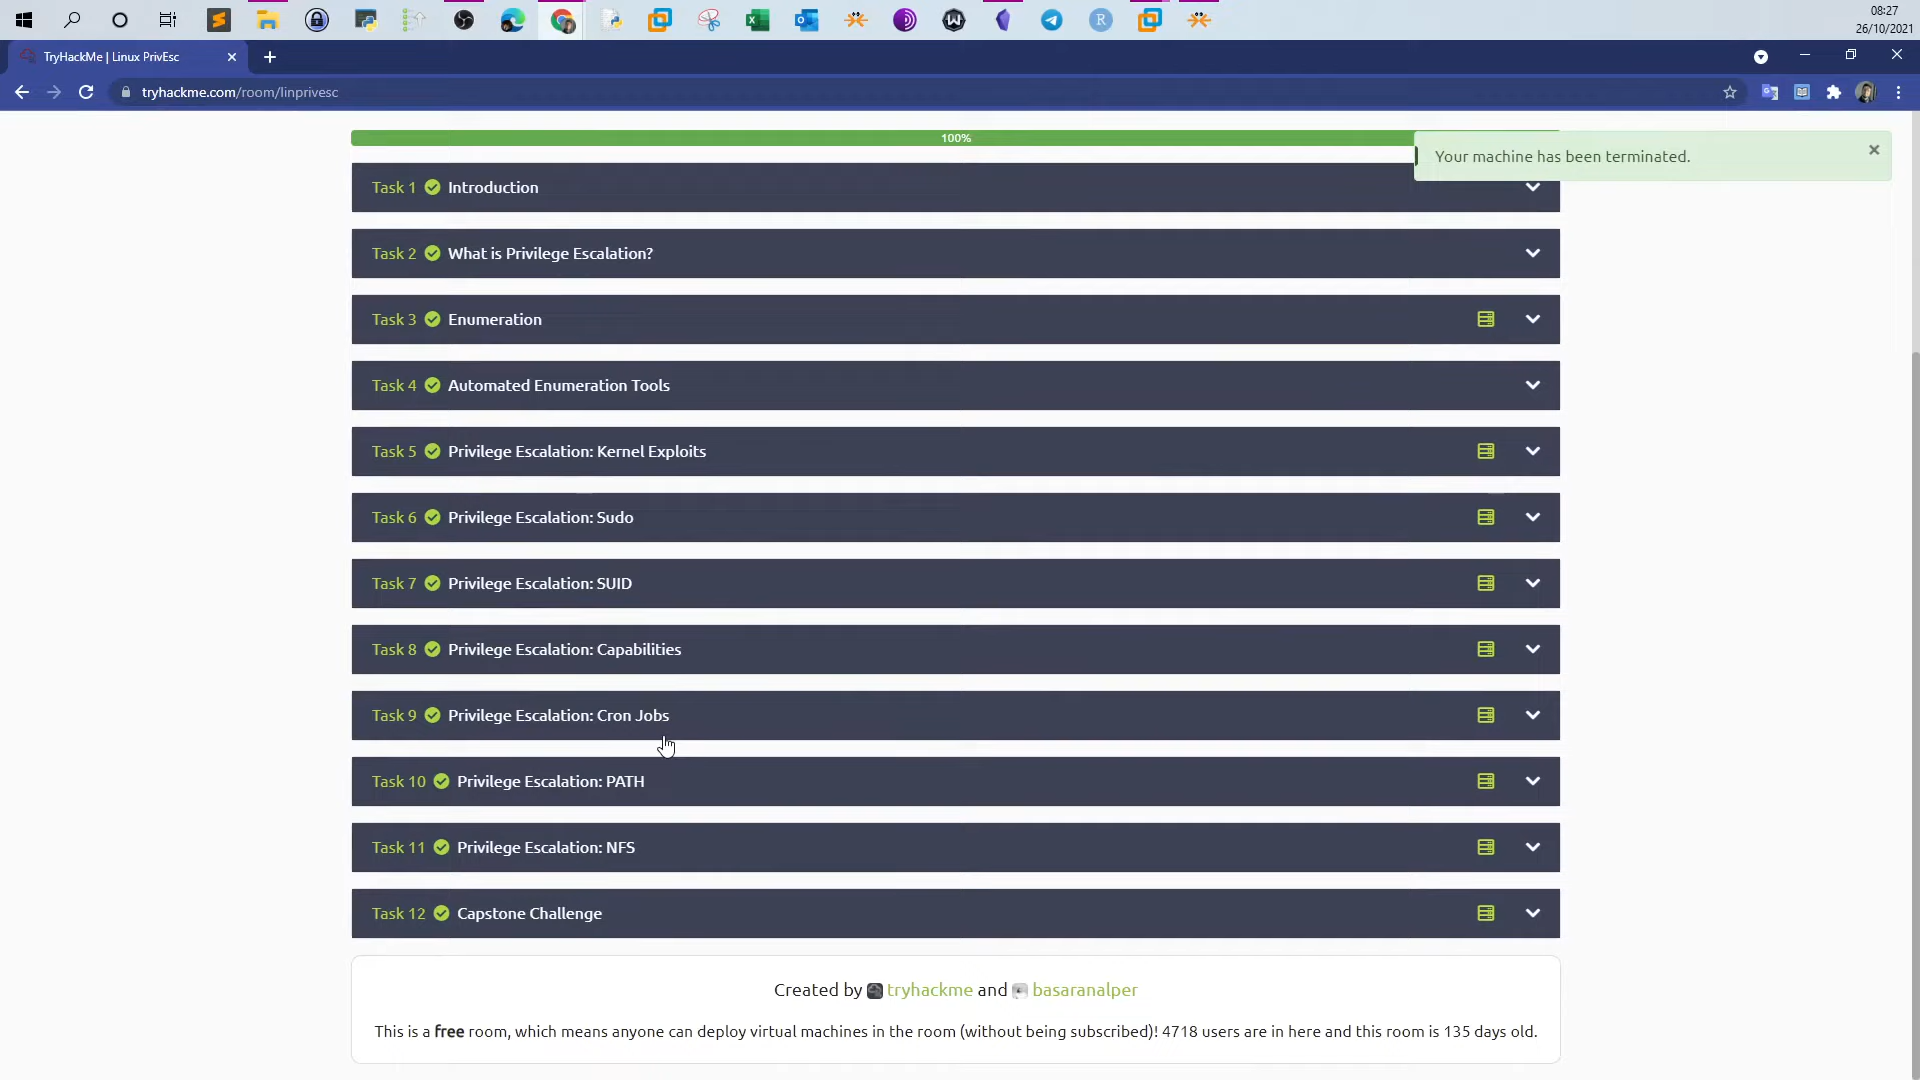 08:27
26/10/2021
TryHackMe | Linux PrivEsc
tryhackme.com/room/linprivesc
100%
Your machine has been terminated.
Task 1 Introduction
Task 2 What is Privilege Escalation?
Task 3 Enumeration
Task 4 Automated Enumeration Tools
Task 5 Privilege Escalation: Kernel Exploits
Task 6 Privilege Escalation: Sudo
Task 7 Privilege Escalation: SUID
Task 8 Privilege Escalation: Capabilities
Task 9 Privilege Escalation: Cron Jobs
Task 10 Privilege Escalation: PATH
Task 11 Privilege Escalation: NFS
Task 12 Capstone Challenge
Created by tryhackme and basaranalper
This is a free room, which means anyone can deploy virtual machines in the room (without being subscribed)! 4718 users are in here and this room is 135 days old.